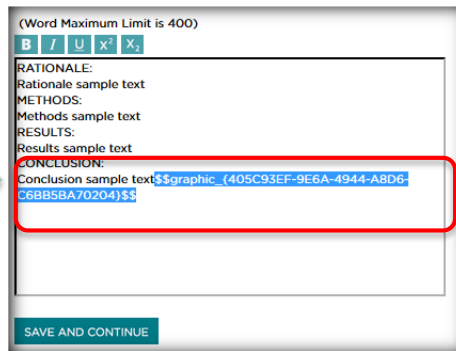 (Word Maximum Limit is 400)
B I U X² X₂
RATIONALE:
Rationale sample text
METHODS:
Methods sample text
RESULTS:
Results sample text
CONCLUSION:
Conclusion sample text$$graphic_{405C93EF-9E6A-4944-A8D6-
C6BB5BA70204}$$
SAVE AND CONTINUE